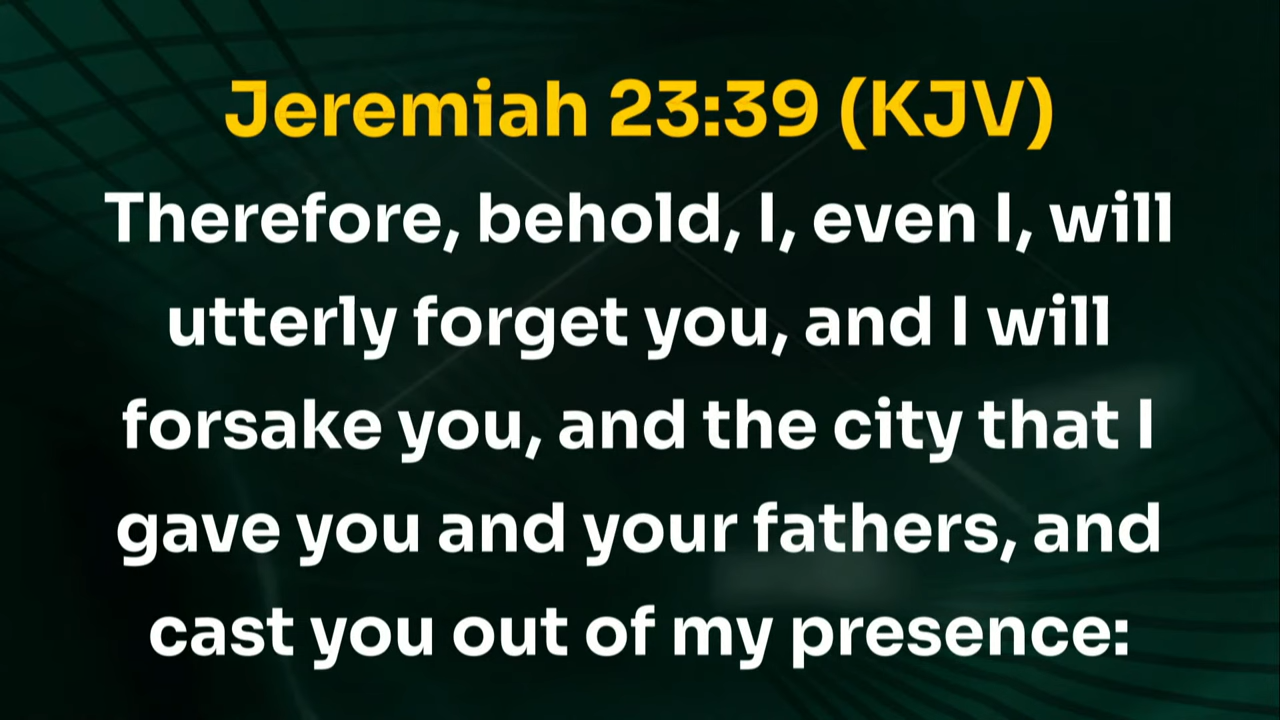 Jeremiah 23:39 (KJV)
Therefore, behold, I, even I, will
utterly forget you, and I will
forsake you, and the city that I
gave you and your fathers, and
cast you out of my presence: